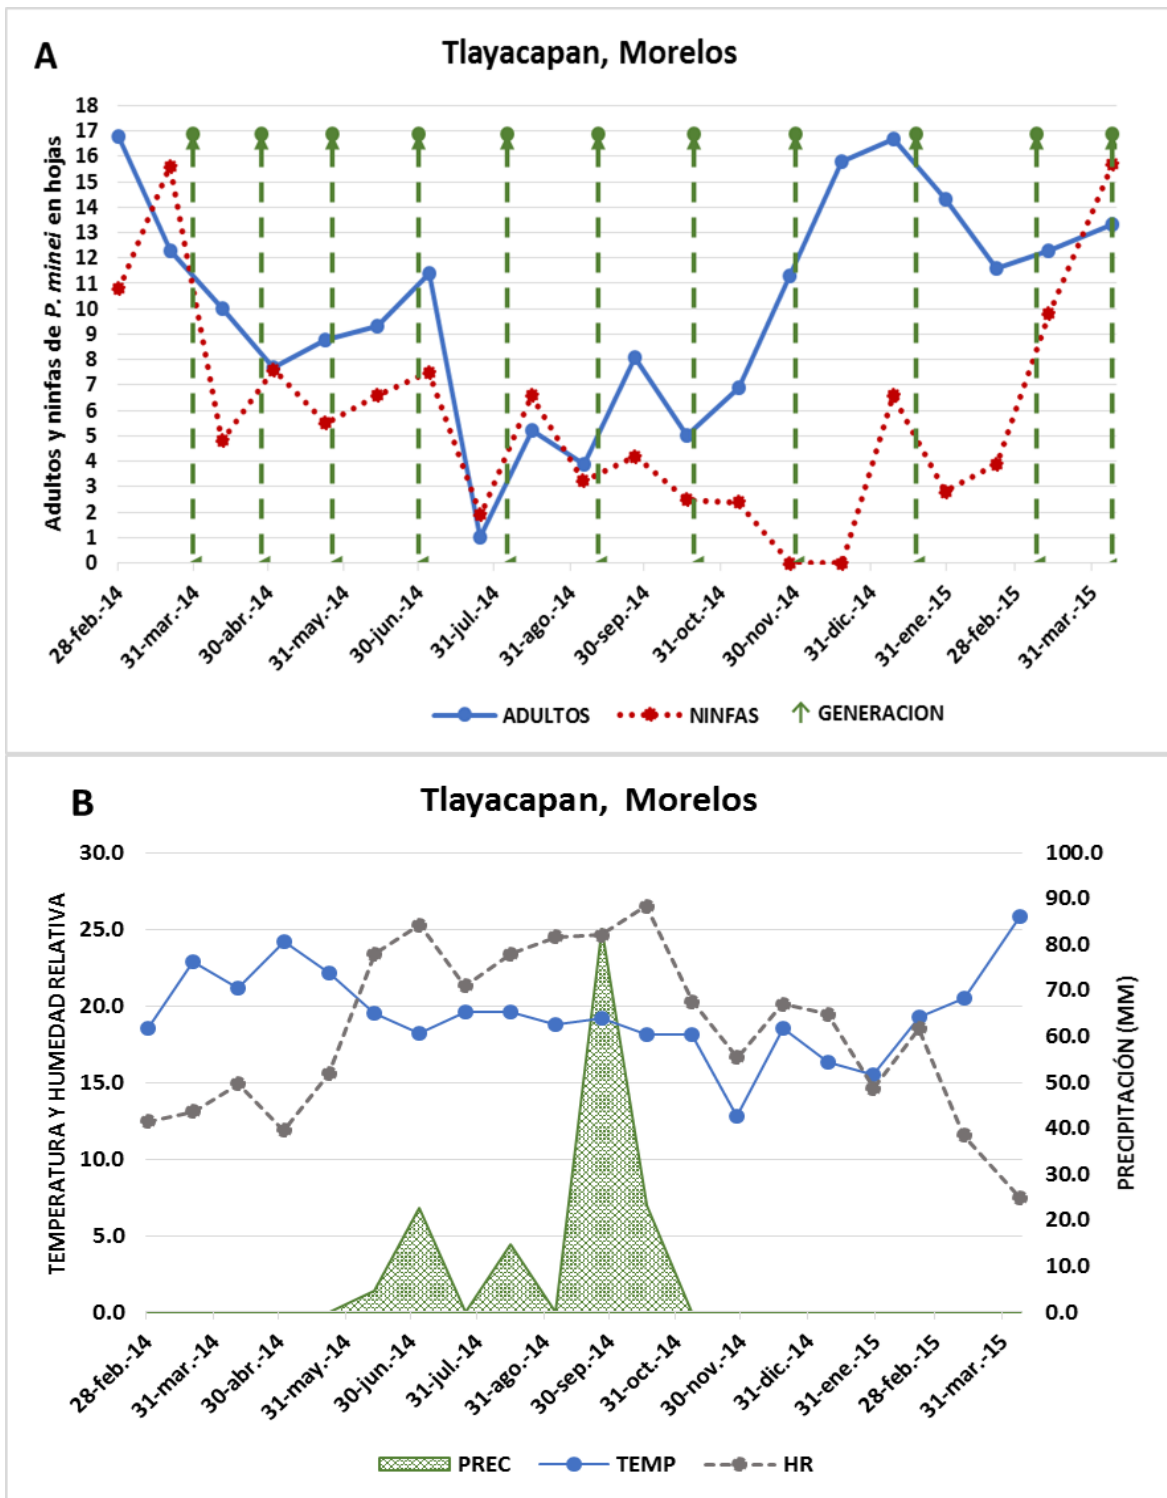 A
Tlayacapan, Morelos
Adultos y ninfas de P. minei en hojas
18
17
16
15
14
13
12
11
10
9
8
7
6
5
4
3
2
1
0
28-feb.-14
31-mar.-14
30-abr.-14
31-may.-14
30-jun.-14
31-jul.-14
31-ago.-14
30-sep.-14
31-oct.-14
30-nov.-14
31-dic.-14
31-ene.-15
28-feb.-15
31-mar.-15
ADULTOS NINFAS GENERACION
B
Tlayacapan, Morelos
TEMPERATURA Y HUMEDAD RELATIVA
30.0
25.0
20.0
15.0
10.0
5.0
0.0
100.0
90.0
80.0
70.0
60.0
50.0
40.0
30.0
20.0
10.0
0.0
PRECIPITACIÓN (MM)
28-feb.-14
31-mar.-14
30-abr.-14
31-may.-14
30-jun.-14
31-jul.-14
31-ago.-14
30-sep.-14
31-oct.-14
30-nov.-14
31-dic.-14
31-ene.-15
28-feb.-15
31-mar.-15
PREC TEMP HR